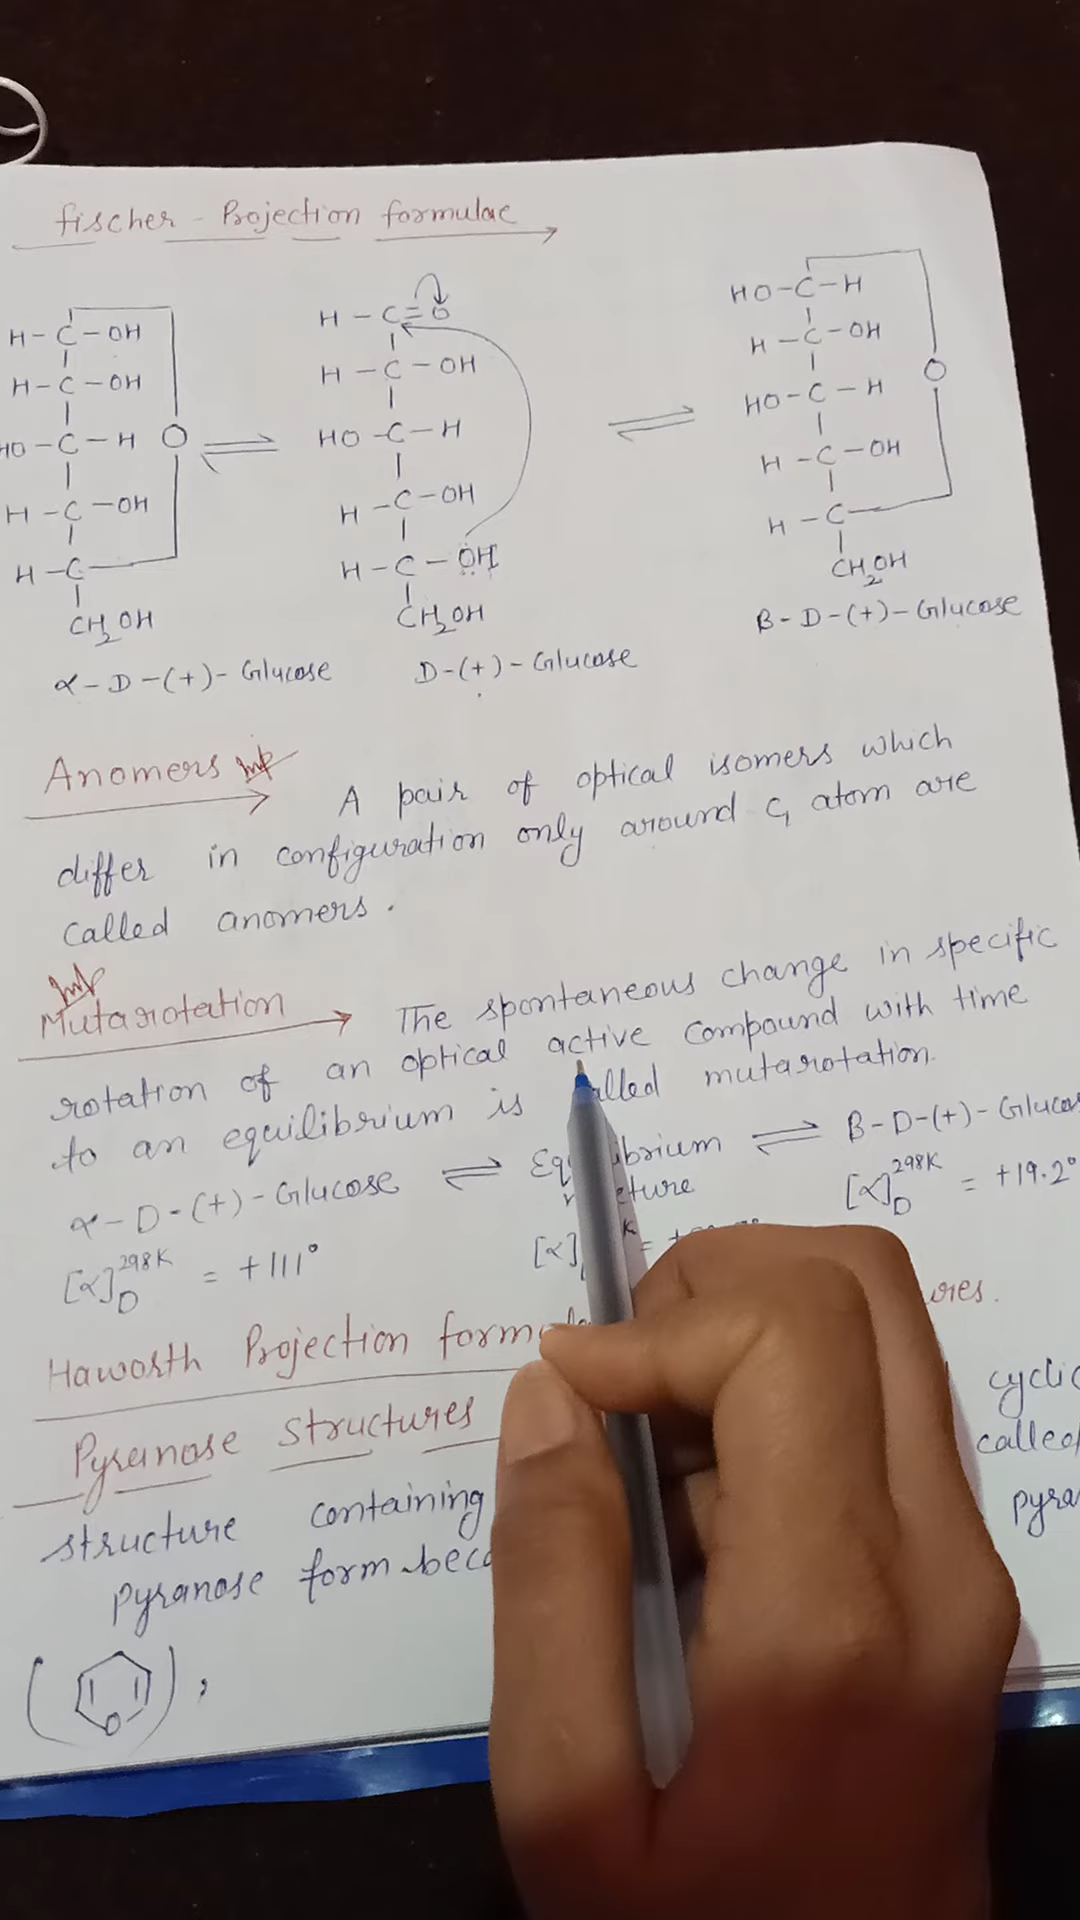 Fischer - Projection formulae
H - C - OH
H - C - OH
HO - C - H O
H - C - OH
H - C
CH2OH
α - D - (+) - Glucose
H - C = O
H - C - OH
HO - C - H
H - C - OH
H - C - OH
CH2OH
D - (+) - Glucose
HO - C - H
H - C - OH
HO - C - H O
H - C - OH
H - C
CH2OH
B - D - (+) - Glucose
Anomers Imp
A pair of optical isomers which
differ in configuration only around C1 atom are
called anomers.
Imp
Mutarotation → The spontaneous change in specific
rotation of an optical active compound with time
to an equilibrium is called mutarotation.
α - D - (+) - Glucose ⇌ Equilibrium ⇌ B - D - (+) - Glucos
[α]D 298K = +111° [α] K = + [α]D 298K = +19.2°
Haworth Projection
Pyranose structures cyclic
structure containing called
pyranose form
( O ),